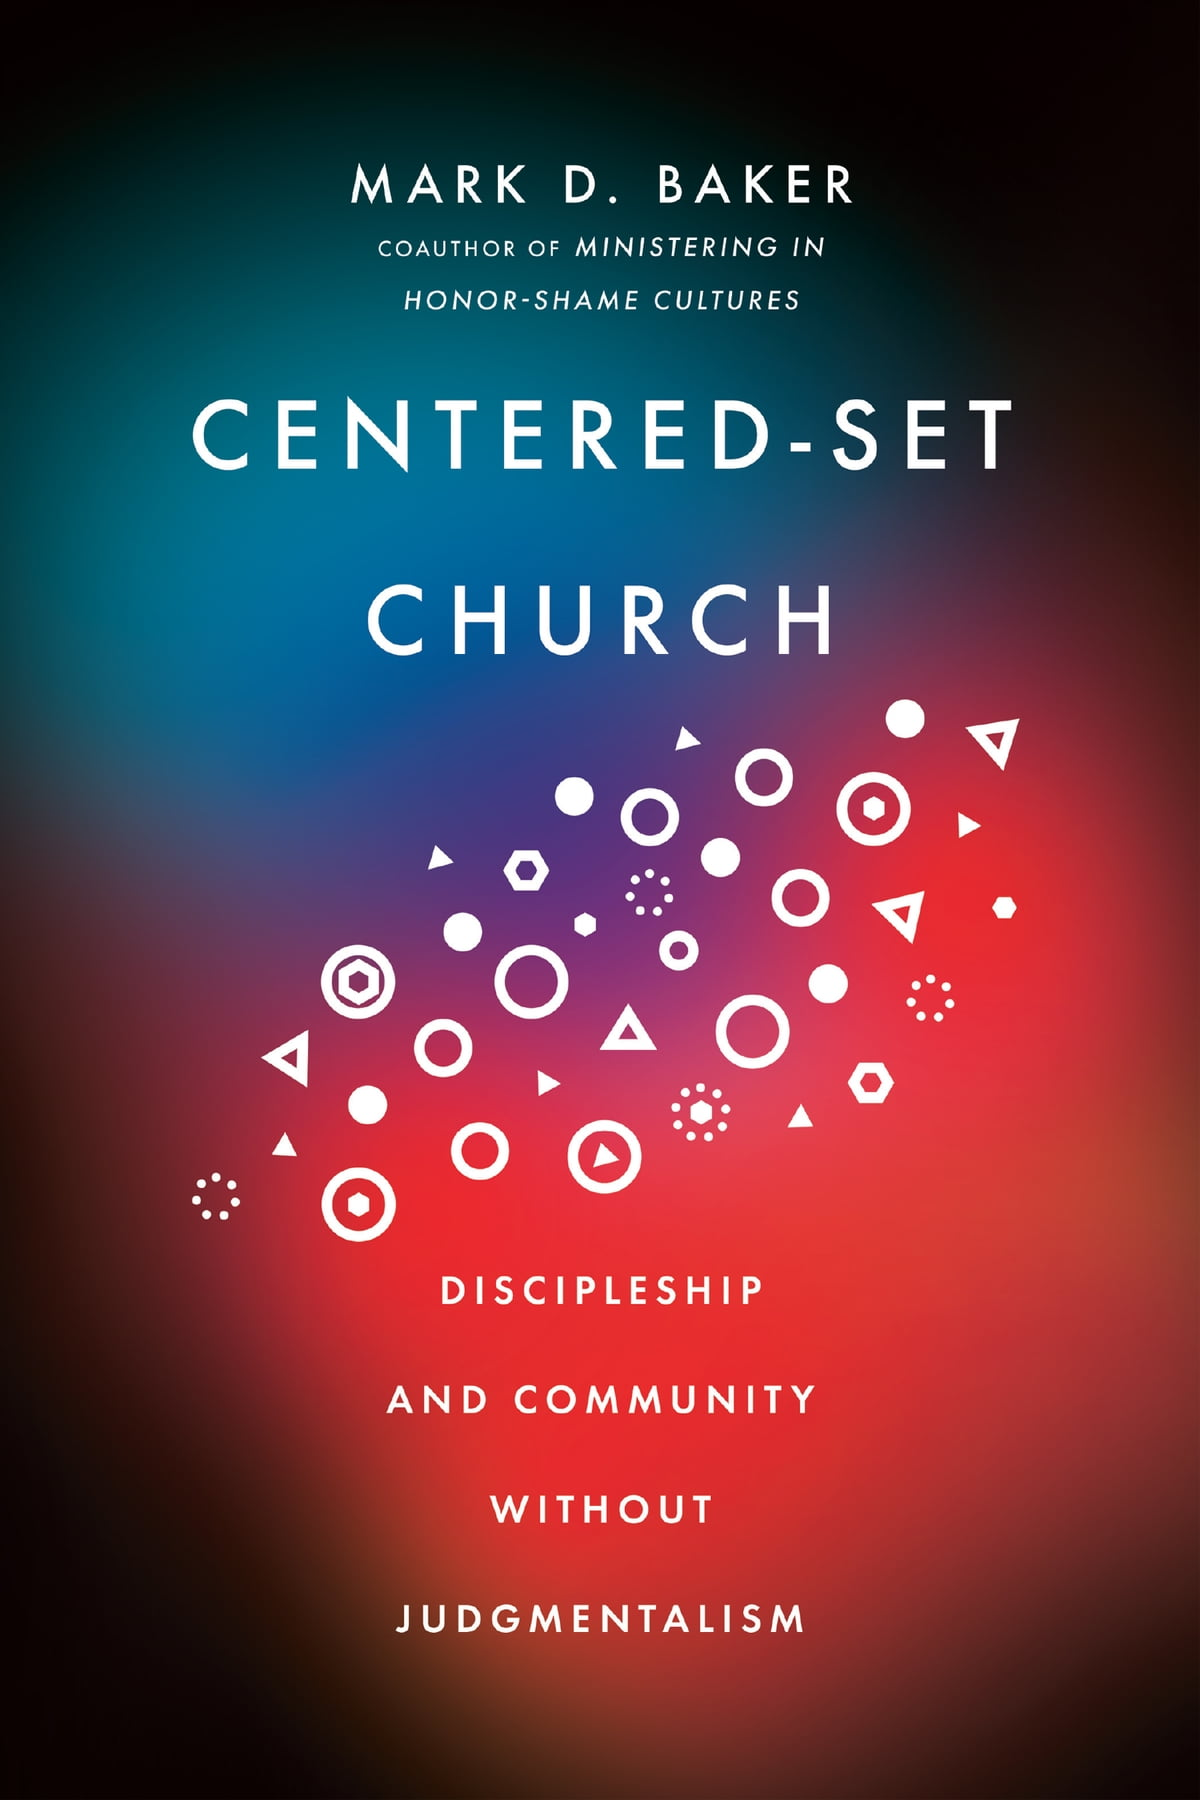 MARK D. BAKER
COAUTHOR OF MINISTERING IN
HONOR-SHAME CULTURES
CENTERED-SET
CHURCH
DISCIPLESHIP
AND COMMUNITY
WITHOUT
JUDGMENTALISM